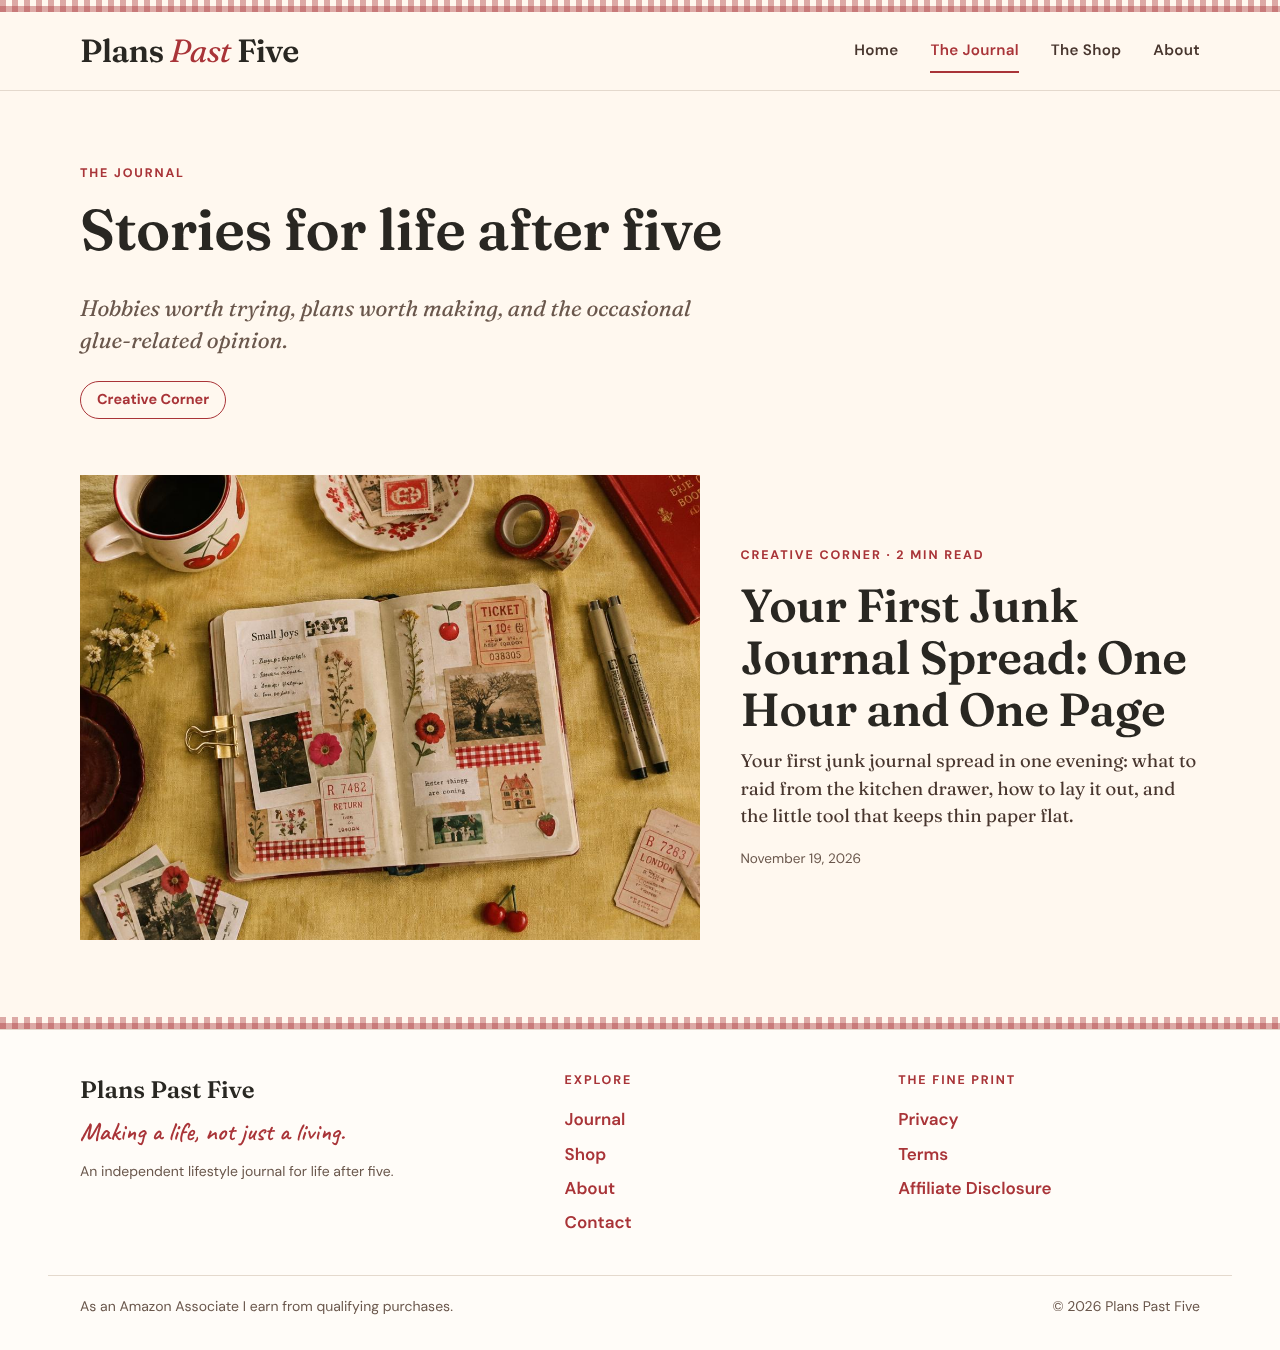 Plans Past Five
Home
The Journal
The Shop
About
THE JOURNAL
Stories for life after five
Hobbies worth trying, plans worth making, and the occasional
glue-related opinion.
Creative Corner
Small Joys
TICKET
038305
R 7482
RETURN
LONDON
CREATIVE CORNER · 2 MIN READ
Your First Junk
Journal Spread: One
Hour and One Page
Your first junk journal spread in one evening: what to
raid from the kitchen drawer, how to lay it out, and
the little tool that keeps thin paper flat.
November 19, 2026
Plans Past Five
Making a life, not just a living.
An independent lifestyle journal for life after five.
EXPLORE
Journal
Shop
About
Contact
THE FINE PRINT
Privacy
Terms
Affiliate Disclosure
As an Amazon Associate I earn from qualifying purchases.
© 2026 Plans Past Five